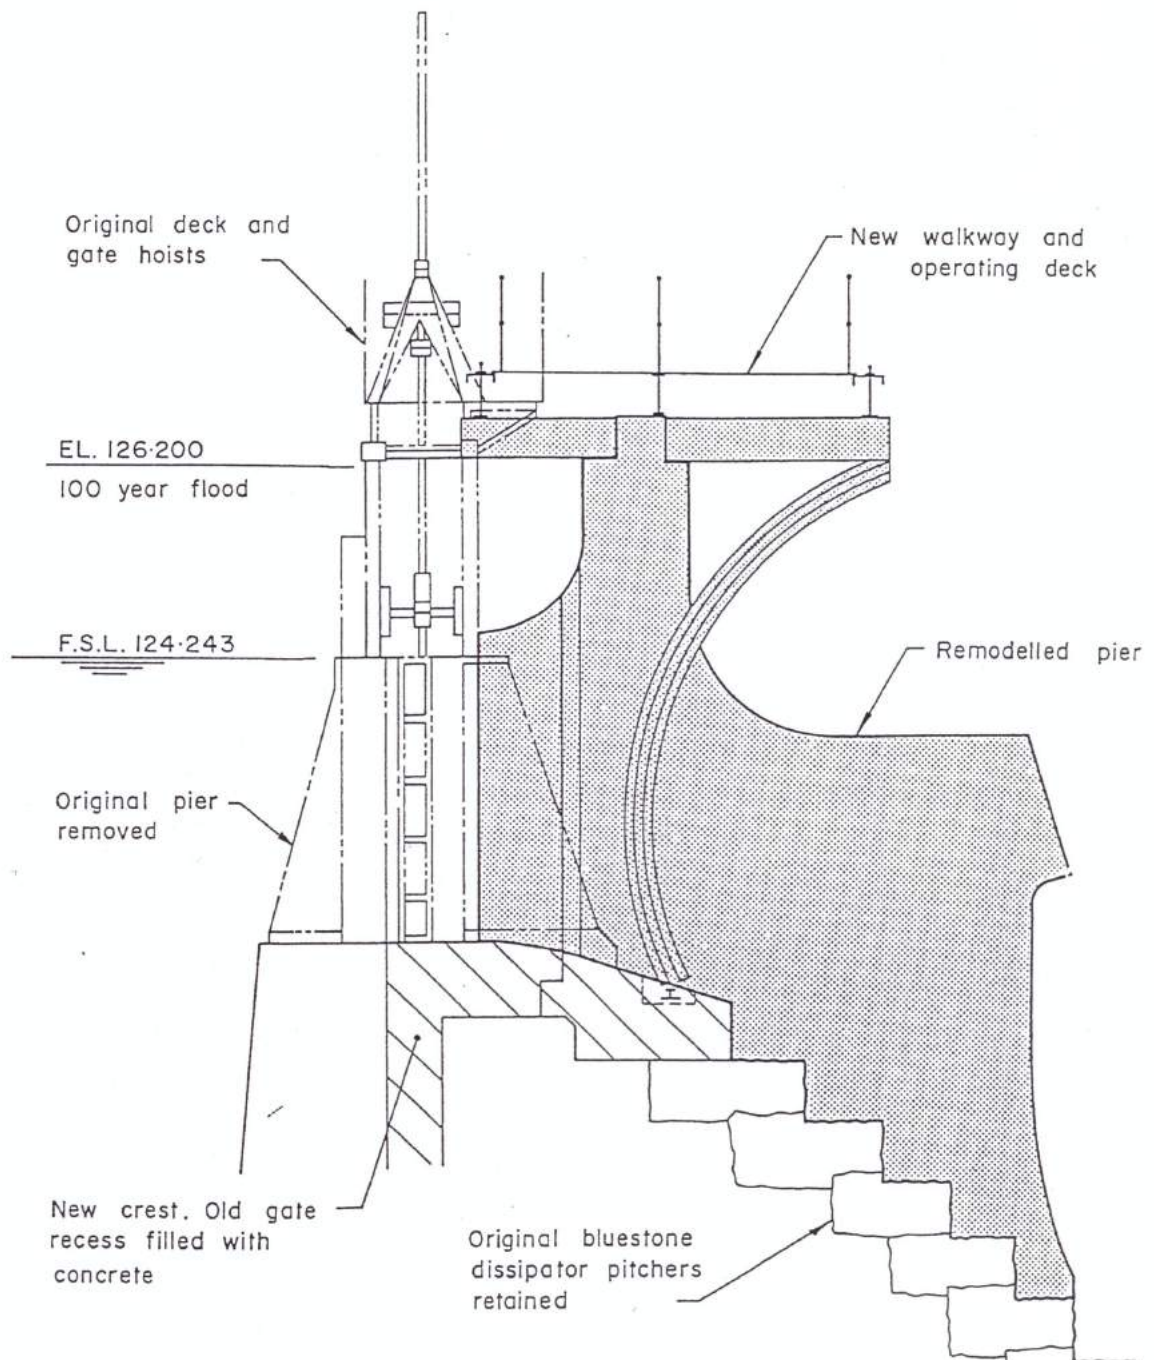 Original deck and
gate hoists
New walkway and
operating deck
EL. 126·200
100 year flood
F.S.L. 124·243
Remodelled pier
Original pier
removed
New crest. Old gate
recess filled with
concrete
Original bluestone
dissipator pitchers
retained